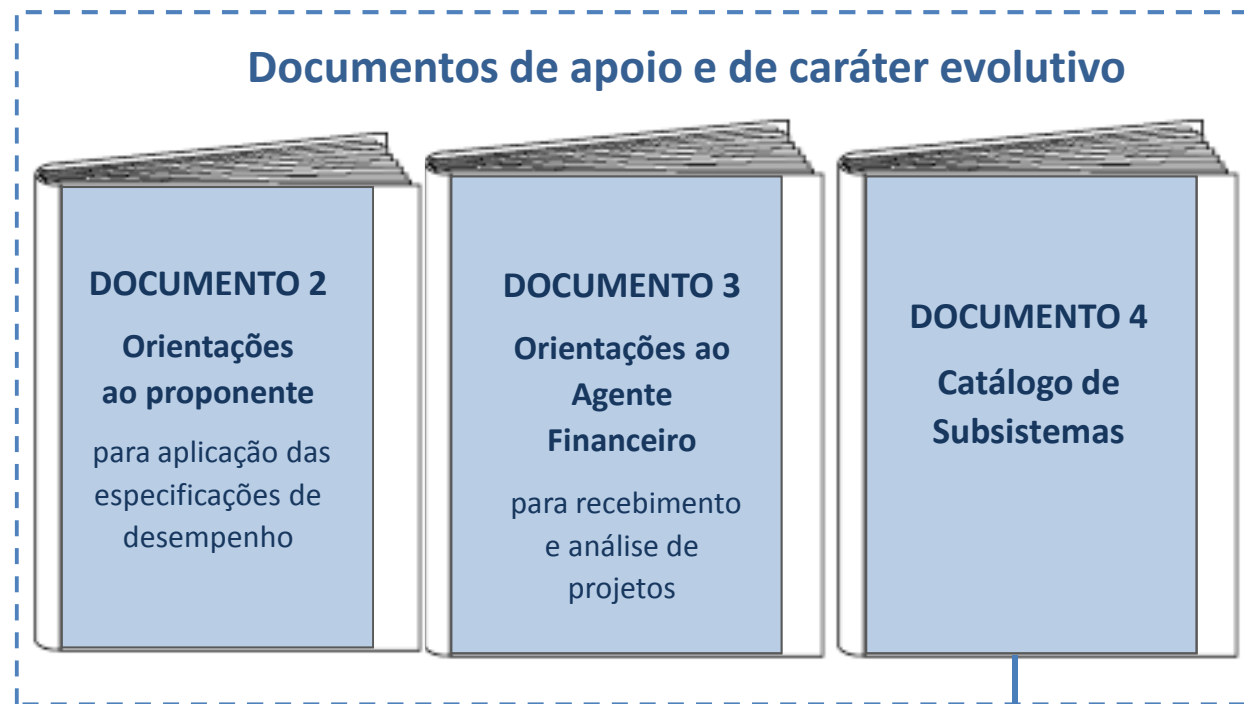 Documentos de apoio e de caráter evolutivo
DOCUMENTO 2
Orientações
ao proponente
para aplicação das
especificações de
desempenho
DOCUMENTO 3
Orientações ao
Agente
Financeiro
para recebimento
e análise de
projetos
DOCUMENTO 4
Catálogo de
Subsistemas